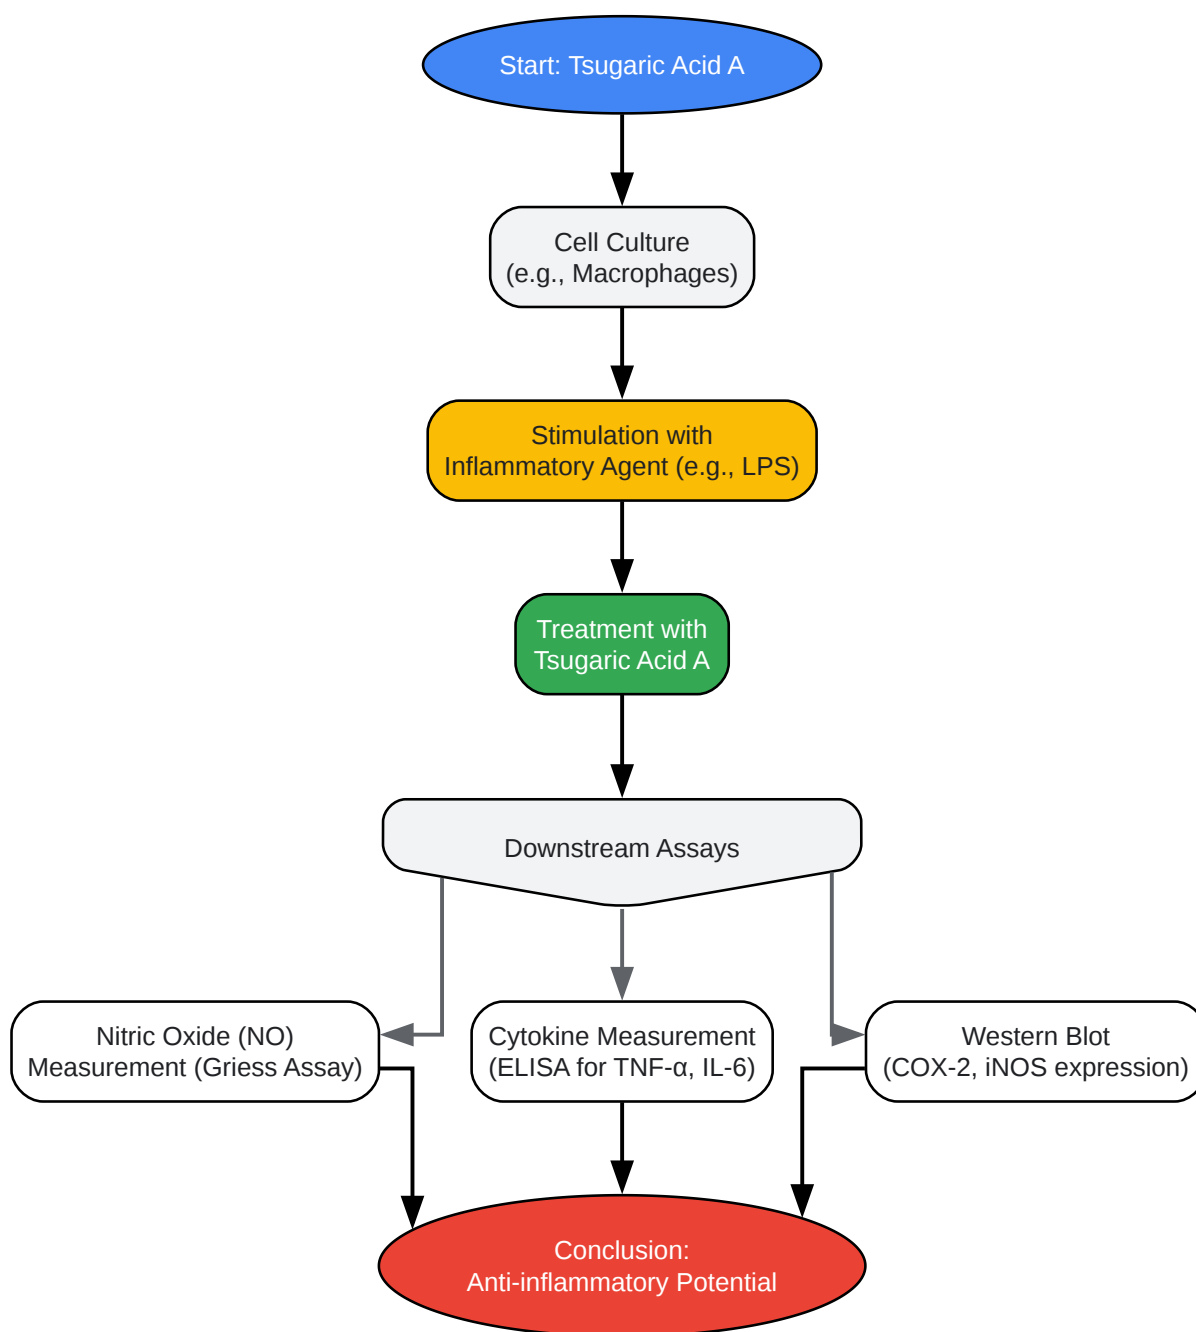 Start: Tsugaric Acid A
Cell Culture
(e.g., Macrophages)
Stimulation with
Inflammatory Agent (e.g., LPS)
Treatment with
Tsugaric Acid A
Downstream Assays
Nitric Oxide (NO)
Measurement (Griess Assay)
Cytokine Measurement
(ELISA for TNF-α, IL-6)
Western Blot
(COX-2, iNOS expression)
Conclusion:
Anti-inflammatory Potential